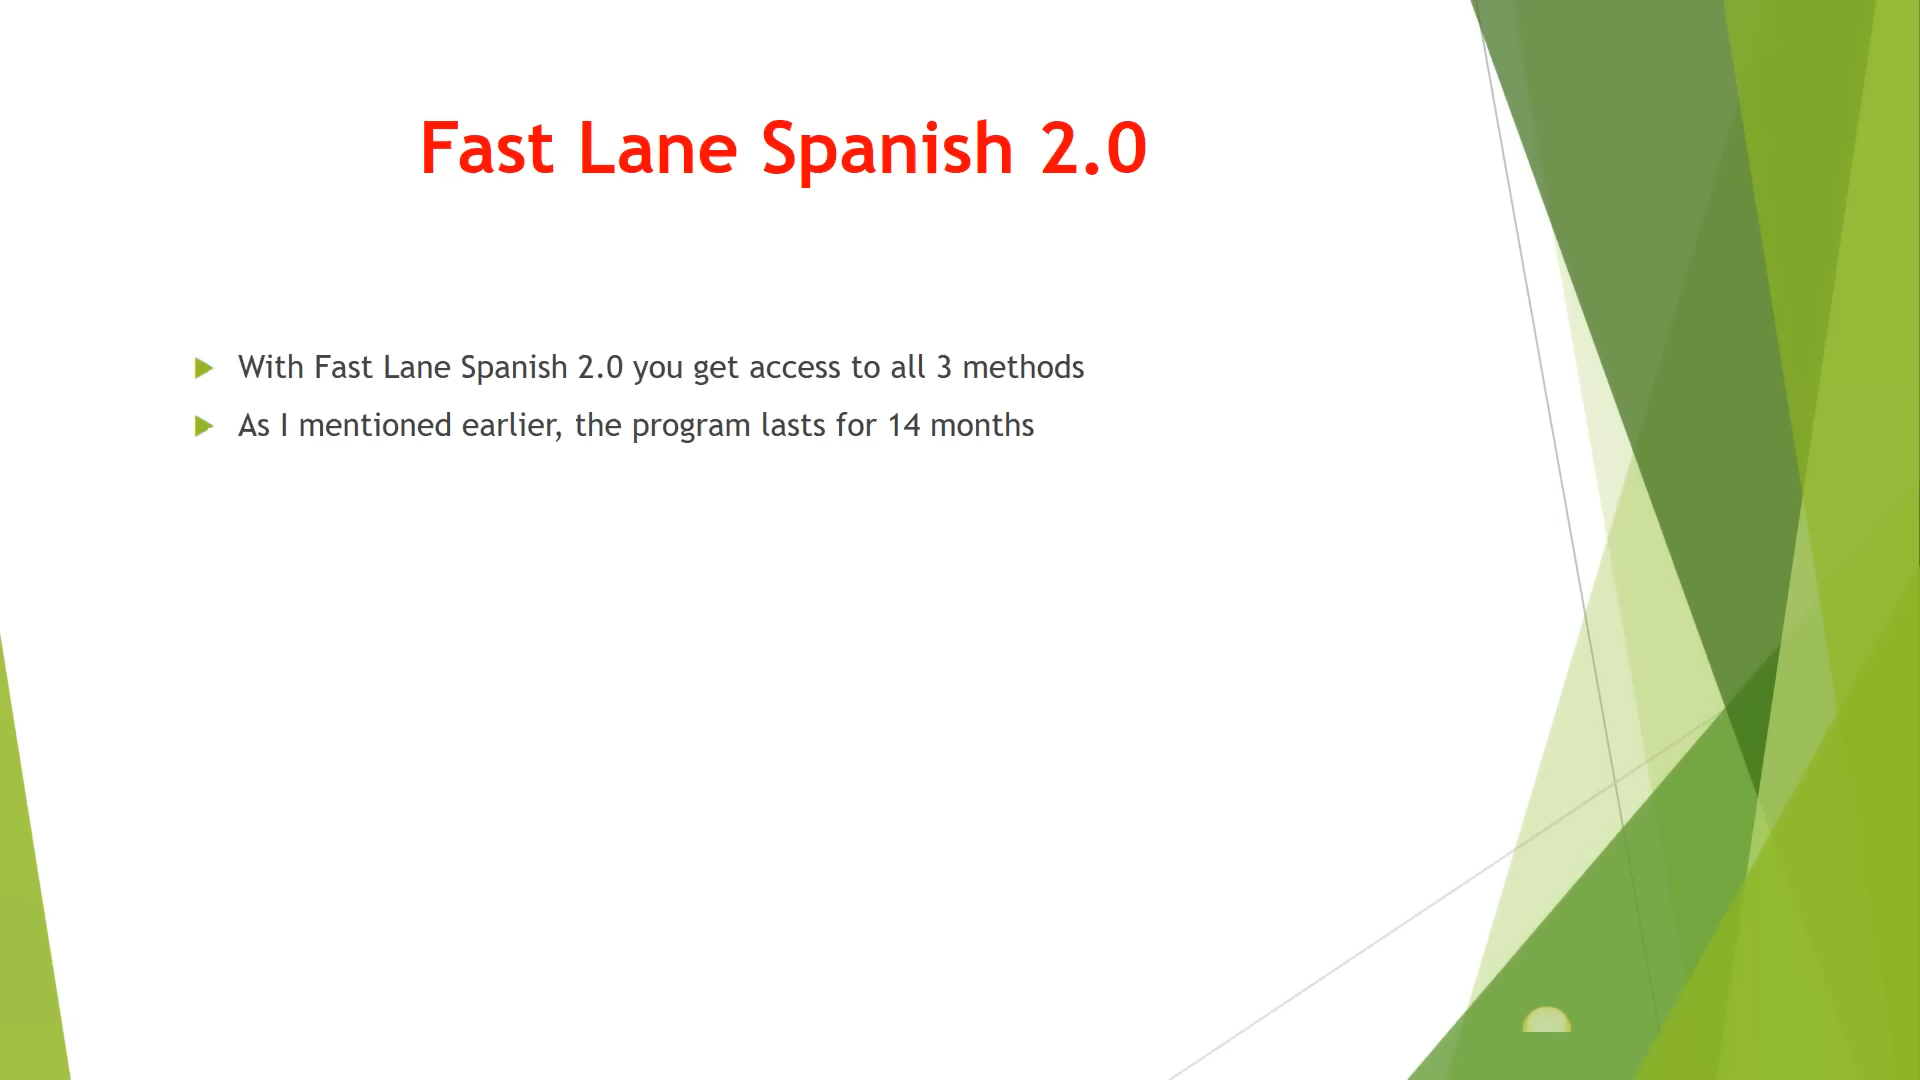 Fast Lane Spanish 2.0
With Fast Lane Spanish 2.0 you get access to all 3 methods
As I mentioned earlier, the program lasts for 14 months